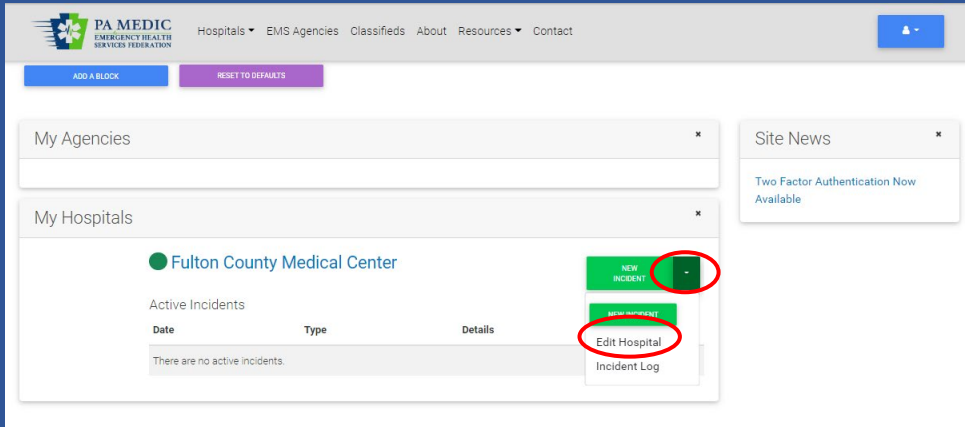 PA MEDIC
EMERGENCY HEALTH
SERVICES FEDERATION
Hospitals EMS Agencies Classifieds About Resources Contact
ADD A BLOCK RESET TO DEFAULTS
My Agencies
Site News
Two Factor Authentication Now
Available
My Hospitals
Fulton County Medical Center
NEW
INCIDENT
Active Incidents
NEW INCIDENT
Date Type Details
Edit Hospital
There are no active incidents.
Incident Log